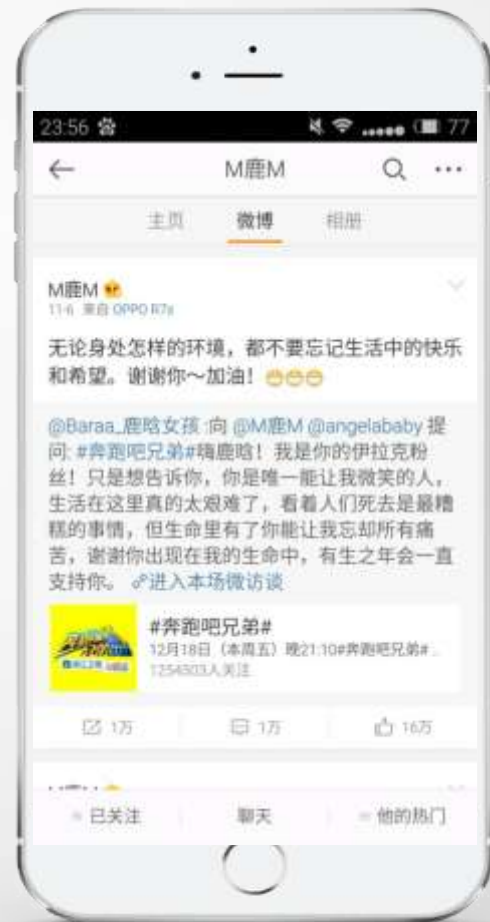 23:56 77
M鹿M
主页 微博 相册
M鹿M
11-6 来自 OPPO R7s
无论身处怎样的环境，都不要忘记生活中的快乐
和希望。谢谢你～加油！
@Baraa_鹿晗女孩 :向 @M鹿M @angelababy 提
问: #奔跑吧兄弟#嗨鹿晗！我是你的伊拉克粉
丝！只是想告诉你，你是唯一能让我微笑的人，
生活在这里真的太艰难了，看着人们死去是最糟
糕的事情，但生命里有了你能让我忘却所有痛
苦，谢谢你出现在我的生命中，有生之年会一直
支持你。 进入本场微访谈
#奔跑吧兄弟#
12月18日（本周五）晚21:10#奔跑吧兄弟# ..
1254503人关注
1万 1万 16万
已关注 聊天 他的热门